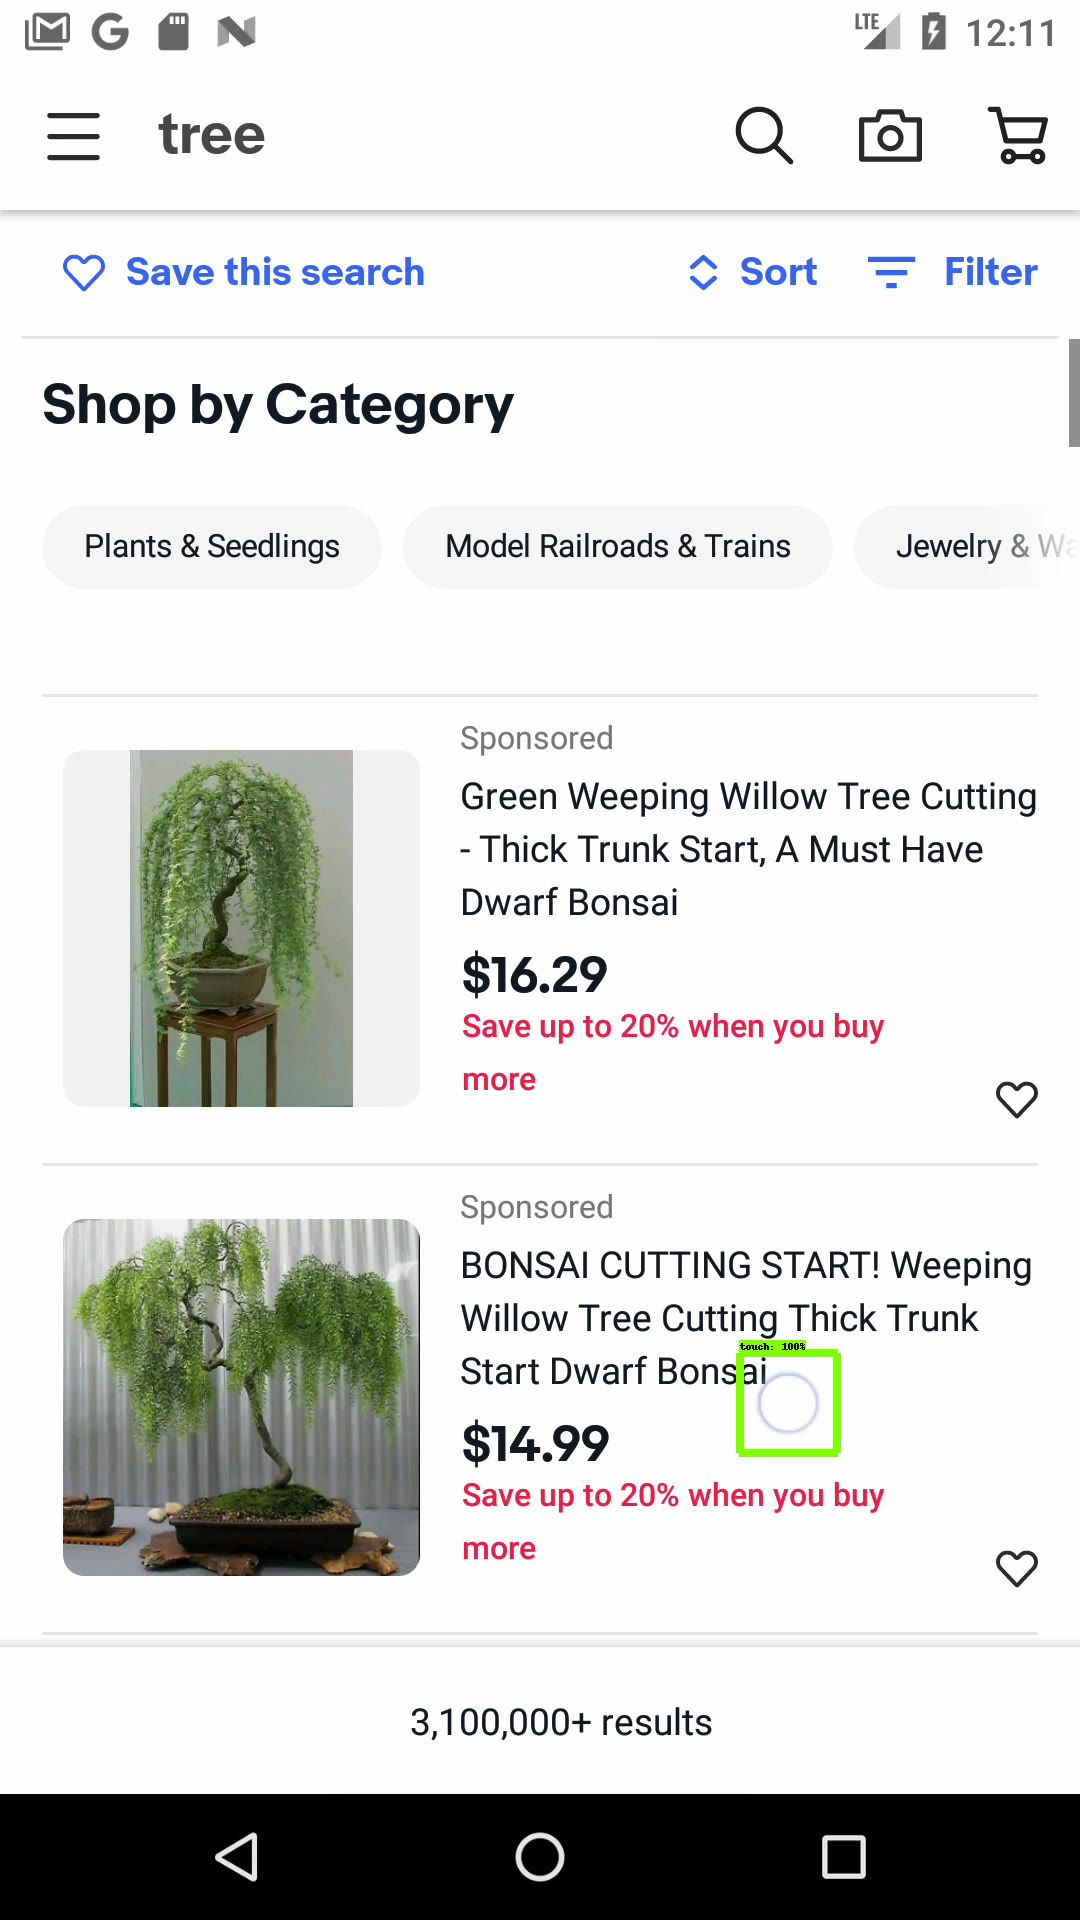 LTE 12:11
tree
Save this search Sort Filter
Shop by Category
Plants & Seedlings Model Railroads & Trains Jewelry & Wa
Sponsored
Green Weeping Willow Tree Cutting
- Thick Trunk Start, A Must Have
Dwarf Bonsai
$16.29
Save up to 20% when you buy
more
Sponsored
BONSAI CUTTING START! Weeping
Willow Tree Cutting Thick Trunk
touch: 100%
Start Dwarf Bonsai
$14.99
Save up to 20% when you buy
more
3,100,000+ results